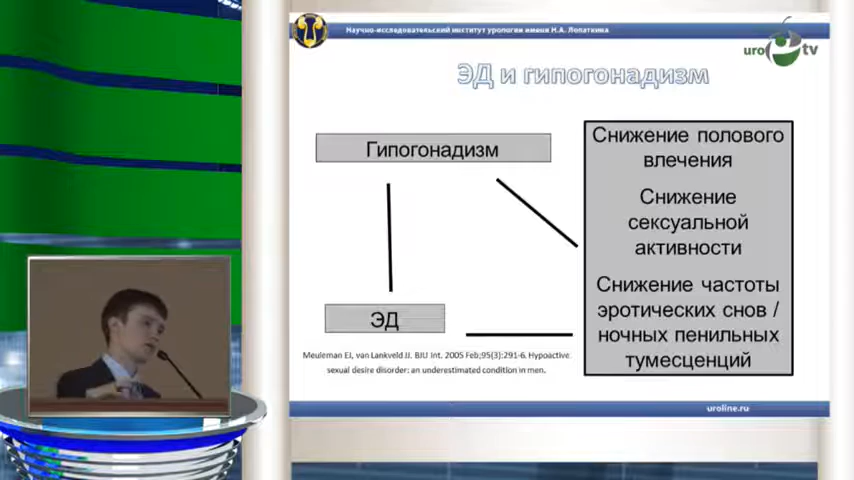 Научно-исследовательский институт урологии имени Н.А. Лопаткина
uro tv
ЭД и гипогонадизм
Гипогонадизм
Снижение полового
влечения
Снижение
сексуальной
активности
Снижение частоты
эротических снов /
ночных пенильных
тумесценций
ЭД
Meuleman EJ, van Lankveld JJ. BJU Int. 2005 Feb;95(3):291-6. Hypoactive
sexual desire disorder: an underestimated condition in men.
uroline.ru